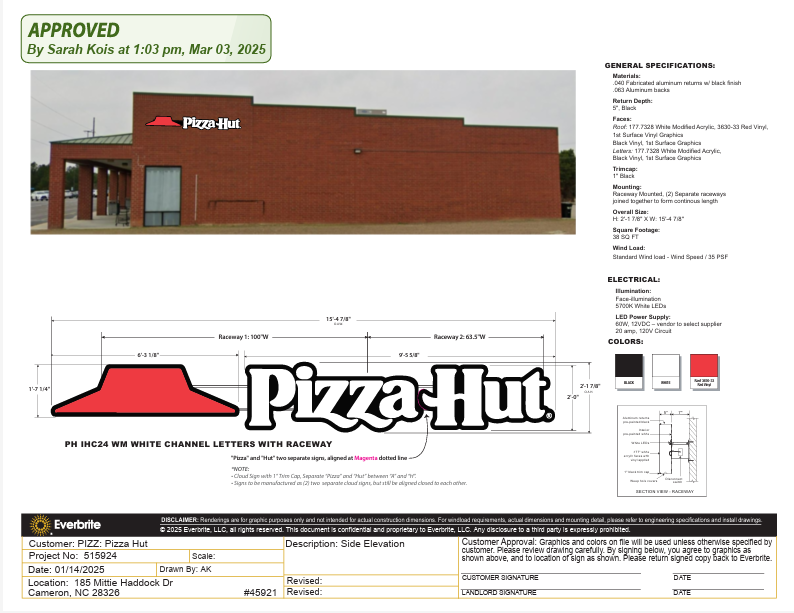 APPROVED
By Sarah Kois at 1:03 pm, Mar 03, 2025
Pizza Hut
GENERAL SPECIFICATIONS:
Materials:
.040 Fabricated aluminum returns w/ black finish
.063 Aluminum backs
Return Depth:
5", Black
Faces:
Roof: 177.7328 White Modified Acrylic, 3630-33 Red Vinyl,
1st Surface Vinyl Graphics
Black Vinyl, 1st Surface Graphics
Letters: 177.7328 White Modified Acrylic,
Black Vinyl, 1st Surface Graphics
Trimcap:
1" Black
Mounting:
Raceway Mounted, (2) Separate raceways
joined together to form continous length
Overall Size:
H: 2'-1 7/8" X W: 15'-4 7/8"
Square Footage:
38 SQ FT
Wind Load:
Standard Wind load - Wind Speed / 35 PSF
ELECTRICAL:
Illumination:
Face-illumination
5700K White LEDs
LED Power Supply:
60W, 12VDC – vendor to select supplier
20 amp, 120V Circuit
COLORS:
BLACK
WHITE
Red 3630-33
Red Vinyl
15'-4 7/8"
Raceway 1: 100"W
Raceway 2: 63.5"W
6'-3 1/8"
9'-5 5/8"
1'-7 1/4"
Pizza Hut®
2'-0"
2'-1 7/8"
PH IHC24 WM WHITE CHANNEL LETTERS WITH RACEWAY
"Pizza" and "Hut" two separate signs, aligned at Magenta dotted line
*NOTE:
- Cloud Sign with 1" Trim Cap, Separate "Pizza" and "Hut" between "A" and "H".
- Signs to be manufactured as (2) two separate cloud signs, but still be aligned closed to each other.
5"
7"
SECTION VIEW - RACEWAY
Everbrite
DISCLAIMER: Renderings are for graphic purposes only and not intended for actual construction dimensions. For windload requirements, actual dimensions and mounting detail, please refer to engineering specifications and install drawings.
© 2025 Everbrite, LLC, all rights reserved. This document is confidential and proprietary to Everbrite, LLC. Any disclosure to a third party is expressly prohibited.
Customer: PIZZ: Pizza Hut
Project No: 515924
Scale:
Date: 01/14/2025
Drawn By: AK
Location: 185 Mittie Haddock Dr
Cameron, NC 28326
#45921
Description: Side Elevation
Revised:
Revised:
Customer Approval: Graphics and colors on file will be used unless otherwise specified by
customer. Please review drawing carefully. By signing below, you agree to graphics as
shown above, and to location of sign as shown. Please return signed copy back to Everbrite.
CUSTOMER SIGNATURE
DATE
LANDLORD SIGNATURE
DATE